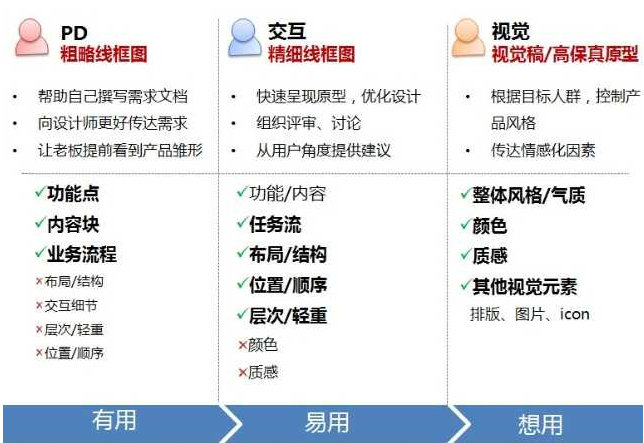 PD
粗略线框图
• 帮助自己撰写需求文档
• 向设计师更好传达需求
• 让老板提前看到产品雏形
✓功能点
✓内容块
✓业务流程
×布局/结构
×交互细节
×层次/轻重
×位置/顺序
有用
交互
精细线框图
• 快速呈现原型，优化设计
• 组织评审、讨论
• 从用户角度提供建议
✓功能/内容
✓任务流
✓布局/结构
✓位置/顺序
✓层次/轻重
×颜色
×质感
易用
视觉
视觉稿/高保真原型
• 根据目标人群，控制产
品风格
• 传达情感化因素
✓整体风格/气质
✓颜色
✓质感
✓其他视觉元素
排版、图片、icon
想用